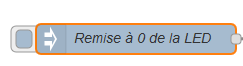 Remise à 0 de la LED